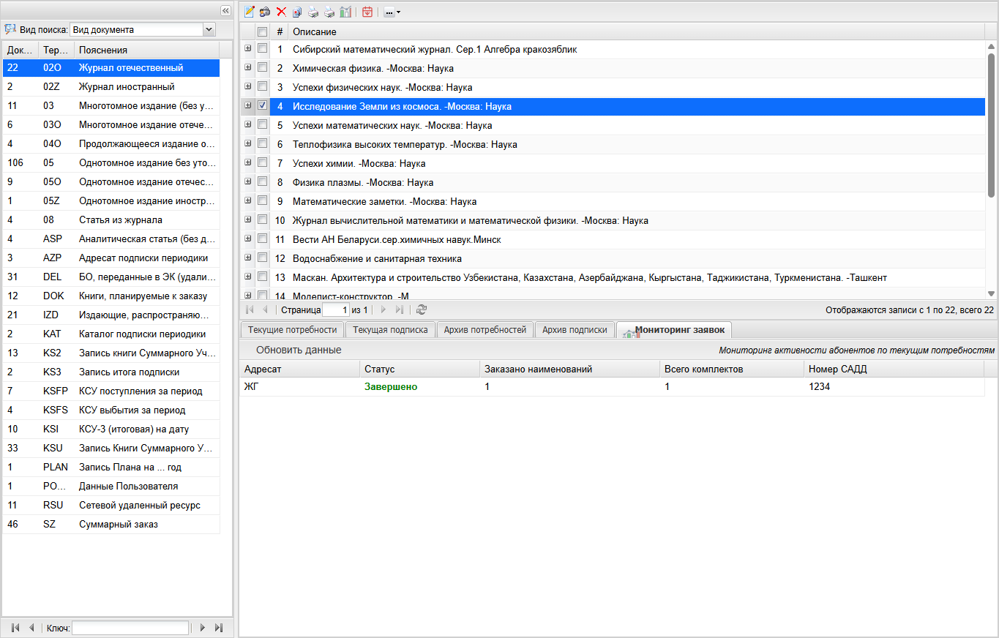 Вид поиска: Вид документа
Док... Тер... Пояснения
22 02O Журнал отечественный
2 02Z Журнал иностранный
11 03 Многотомное издание (без у...
6 03O Многотомное издание отече...
4 04O Продолжающееся издание о...
106 05 Однотомное издание без уто...
9 05O Однотомное издание отечес...
1 05Z Однотомное издание иностр...
4 08 Статья из журнала
4 ASP Аналитическая статья (без д...
3 AZP Адресат подписки периодики
31 DEL БО, переданные в ЭК (удали...
12 DOK Книги, планируемые к заказу
21 IZD Издающие, распространяю...
2 KAT Каталог подписки периодики
13 KS2 Запись книги Суммарного Уч...
2 KS3 Запись итога подписки
7 KSFP КСУ поступления за период
4 KSFS КСУ выбытия за период
10 KSI КСУ-3 (итоговая) на дату
33 KSU Запись Книги Суммарного У...
1 PLAN Запись Плана на ... год
1 PO... Данные Пользователя
11 RSU Сетевой удаленный ресурс
46 SZ Суммарный заказ
Ключ:
# Описание
1 Сибирский математический журнал. Сер.1 Алгебра кракозяблик
2 Химическая физика. -Москва: Наука
3 Успехи физических наук. -Москва: Наука
4 Исследование Земли из космоса. -Москва: Наука
5 Успехи математических наук. -Москва: Наука
6 Теплофизика высоких температур. -Москва: Наука
7 Успехи химии. -Москва: Наука
8 Физика плазмы. -Москва: Наука
9 Математические заметки. -Москва: Наука
10 Журнал вычислительной математики и математической физики. -Москва: Наука
11 Вести АН Беларуси.сер.химичных навук.Минск
12 Водоснабжение и санитарная техника
13 Маскан. Архитектура и строительство Узбекистана, Казахстана, Азербайджана, Кыргыстана, Таджикистана, Туркменистана. -Ташкент
14 Моделист-конструктор. -М
Страница 1 из 1 Отображаются записи с 1 по 22, всего 22
Текущие потребности Текущая подписка Архив потребностей Архив подписки Мониторинг заявок
Обновить данные Мониторинг активности абонентов по текущим потребностям
Адресат Статус Заказано наименований Всего комплектов Номер САДД
ЖГ Завершено 1 1 1234